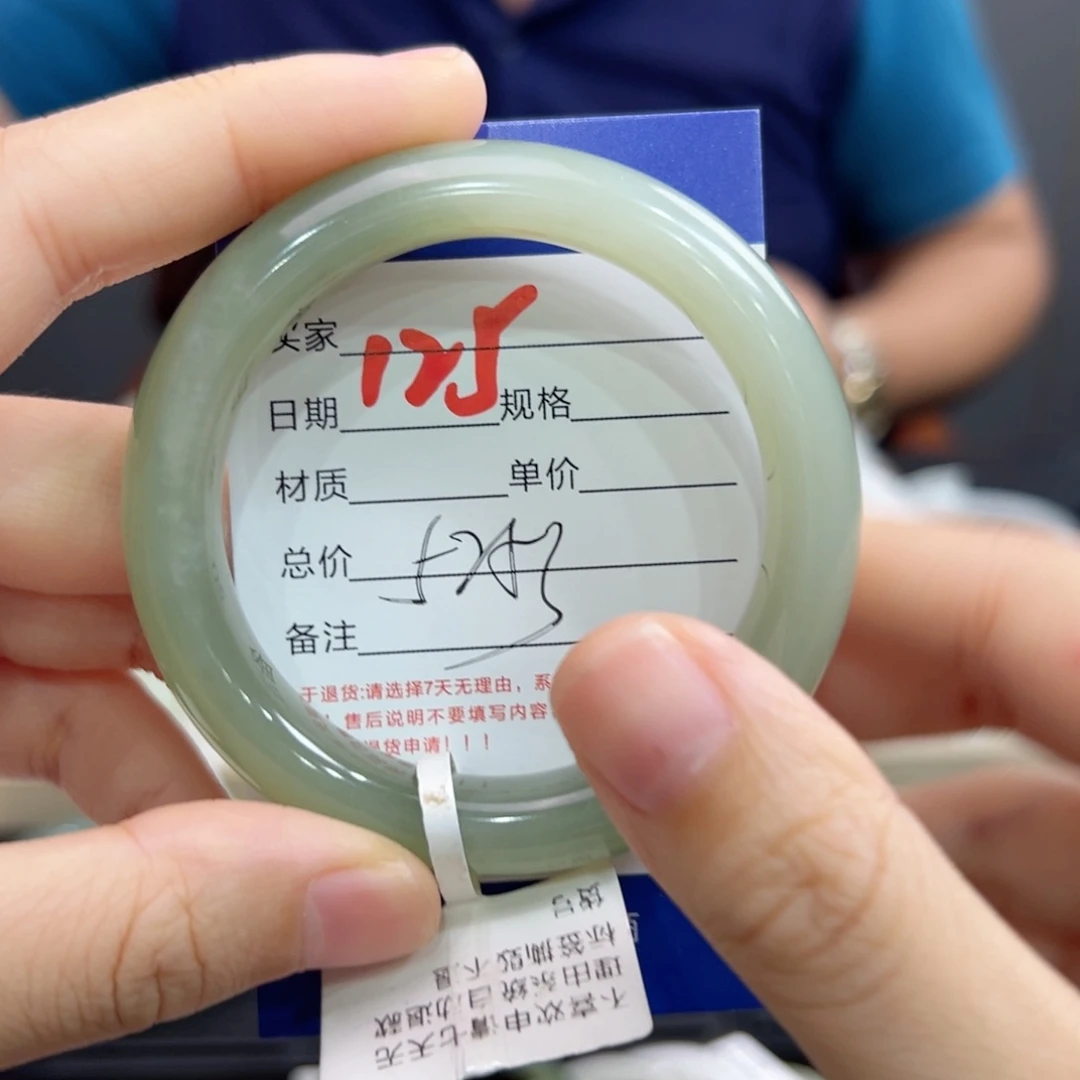 买家
日期 规格
材质 单价
总价
备注
于退货:请选择7天无理由，系
！售后说明不要填写内容
退货申请！！！
货号
标签撕毁不退
理由系统自动退款
不喜欢申请七天无